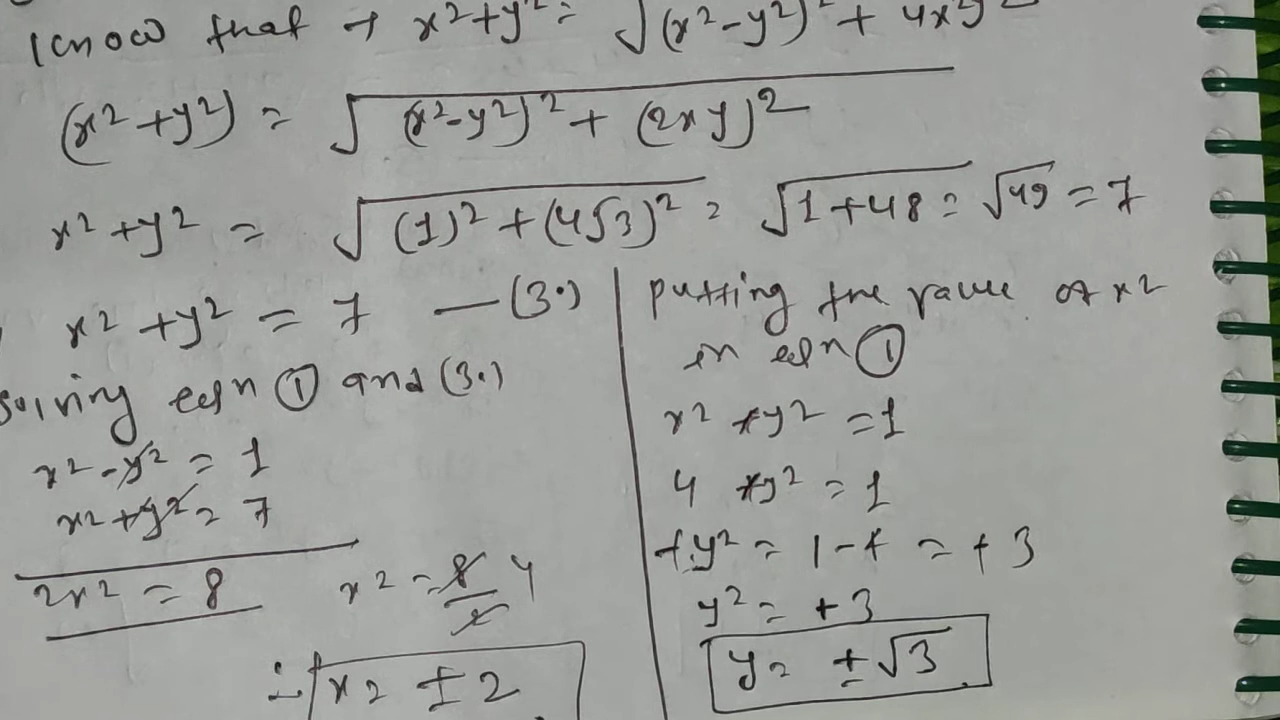 know that → x²+y² = √(x²-y²)² + 4x²y²
(x²+y²) = √(x²-y²)² + (2xy)²
x²+y² = √(1)² + (4√3)² = √1+48 = √49 = 7
x²+y² = 7 —(3.)
solving eqn ① and (3.)
x²-y² = 1
x²+y² = 7
2x² = 8 x² = 8/2 4
∴ x = ±2
putting the value of x²
in eqn ①
x² +y² = 1
4 +y² = 1
+y² = 1-4 = +3
y² = +3
y = ±√3